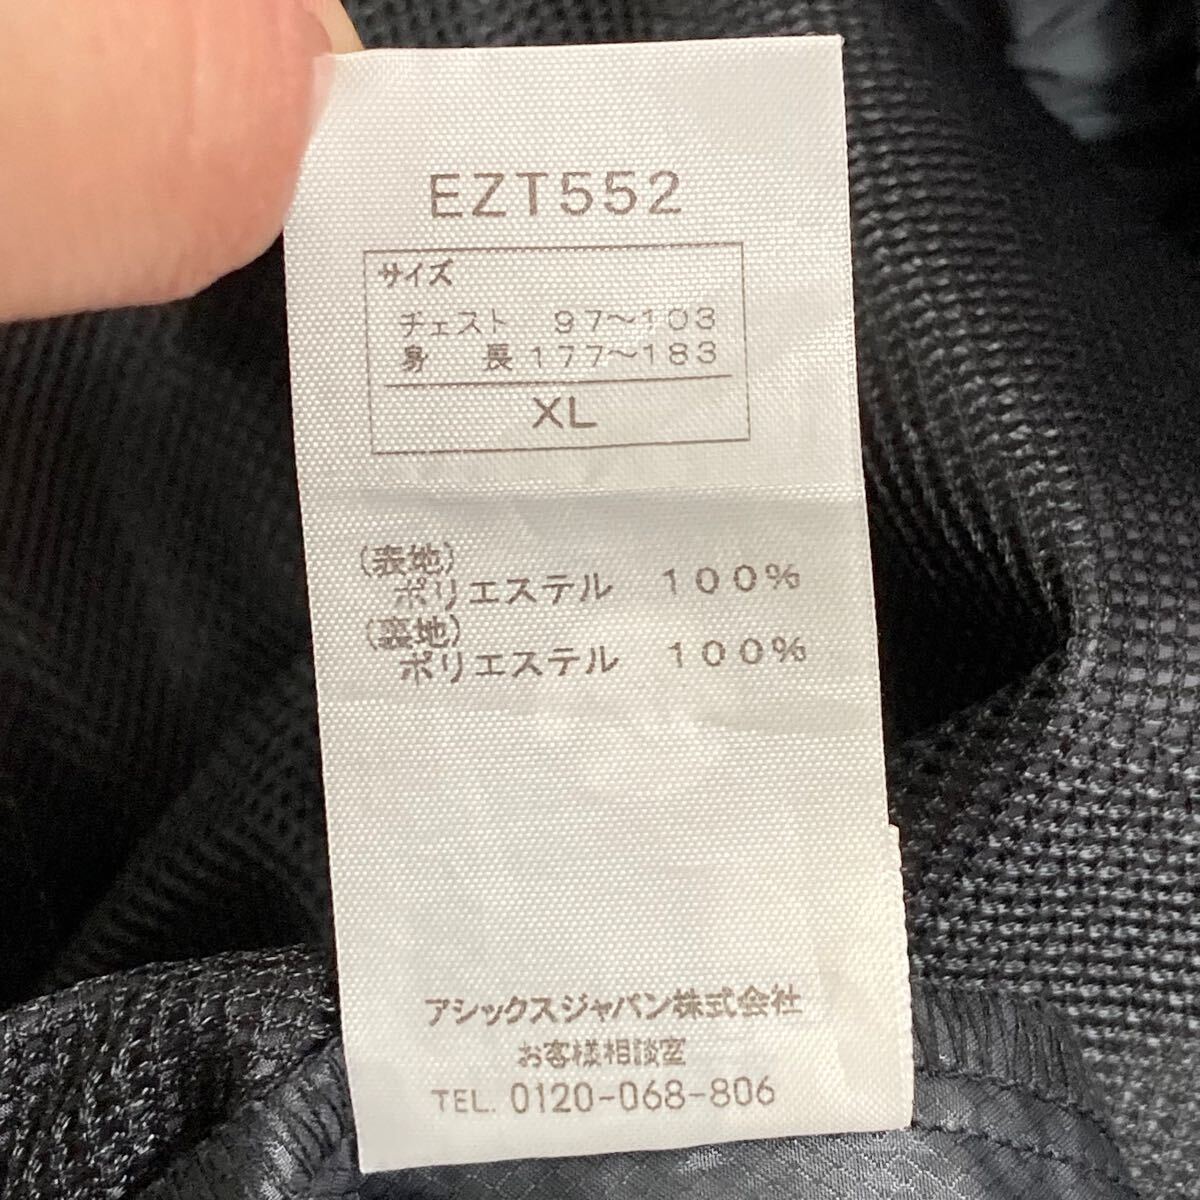 EZT552
サイズ
チェスト 97～103
身 長 177～183
XL
(表地)
ポリエステル 100%
(裏地)
ポリエステル 100%
アシックスジャパン株式会社
お客様相談室
TEL. 0120-068-806